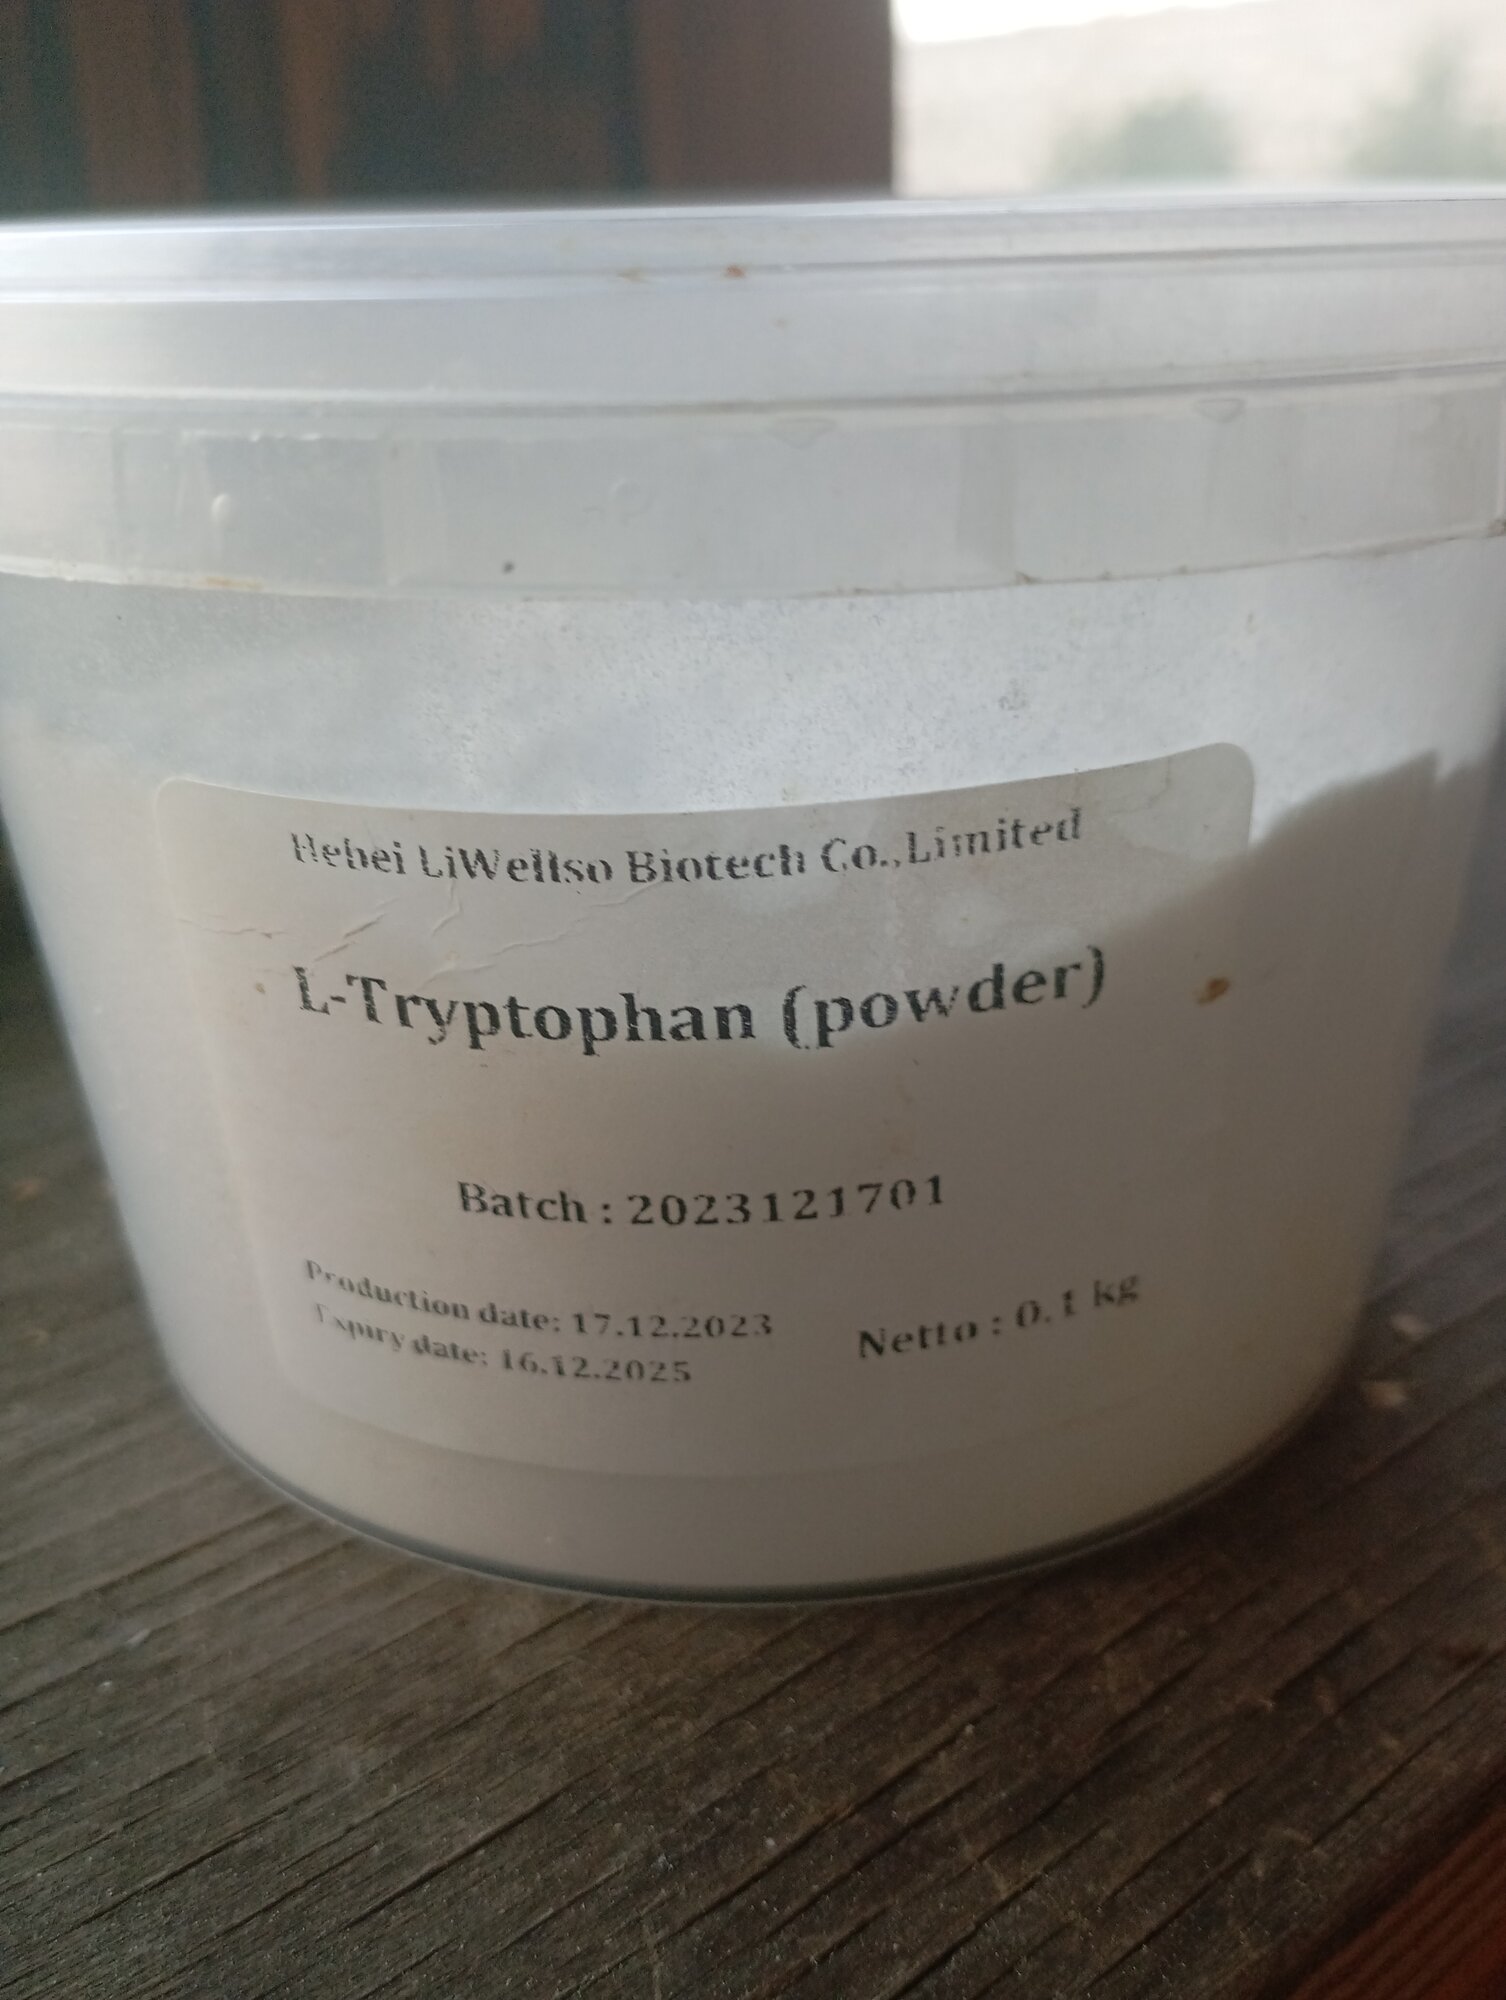 Hebei LiWellso Biotech Co.,Limited
L-Tryptophan (powder)
Batch : 2023121701
Production date: 17.12.2023
Expiry date: 16.12.2025
Netto : 0.1 kg